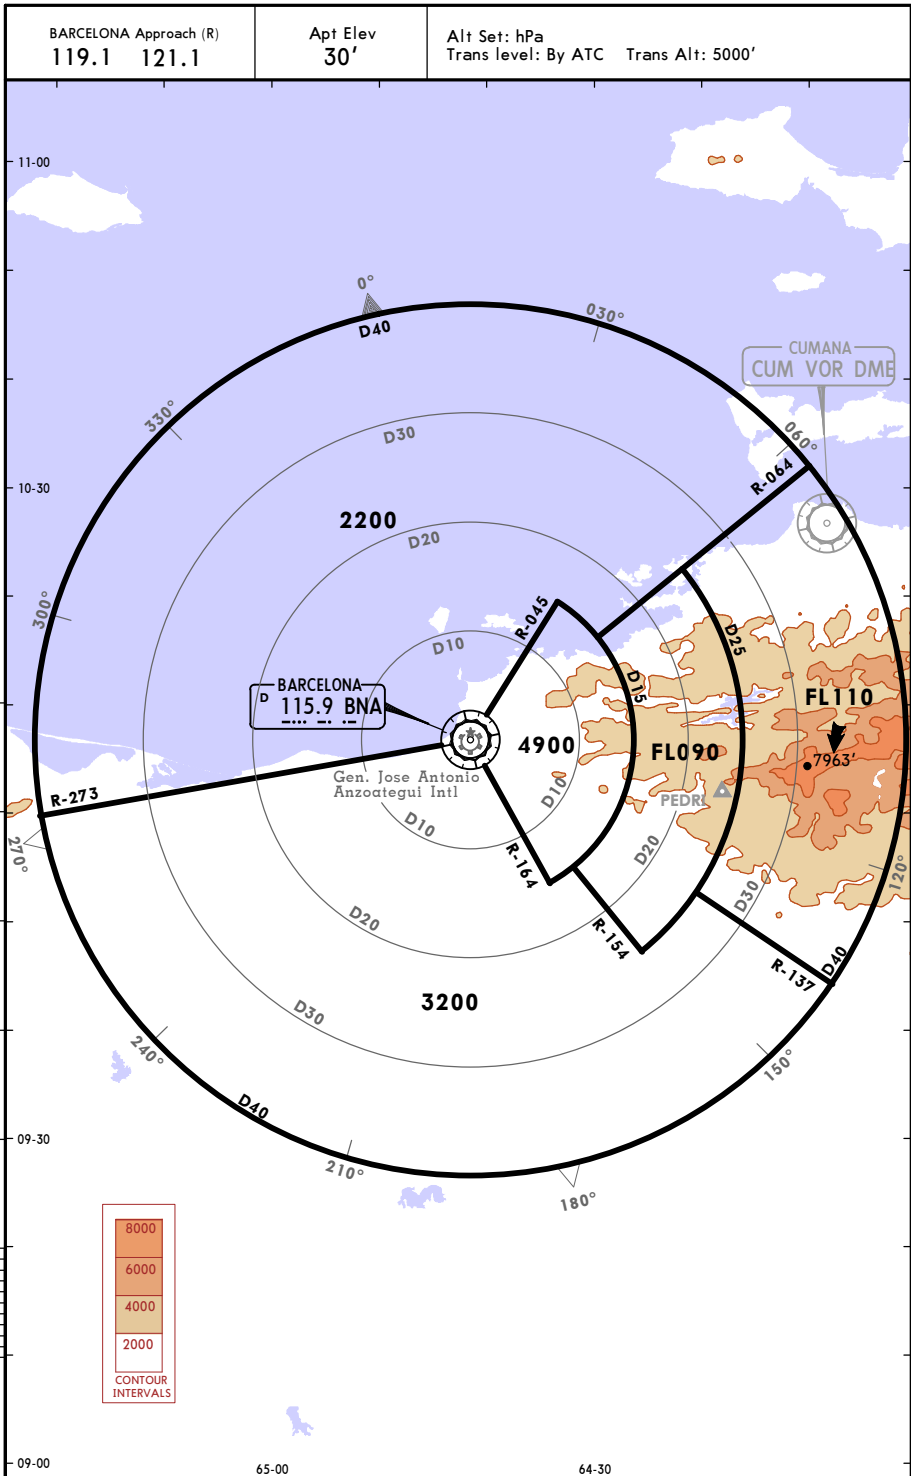 BARCELONA Approach (R)
119.1 121.1
Apt Elev
30'
Alt Set: hPa
Trans level: By ATC Trans Alt: 5000'
11-00
0°
D40
030°
CUMANA
CUM VOR DME
330°
D30
060°
R-064
10-30
2200
D20
300°
R-045
D10
D25
BARCELONA
D 115.9 BNA
D15
FL110
4900
FL090
7963'
Gen. Jose Antonio
Anzoategui Intl
D10
PEDRI
R-273
D10
270°
R-164
D20
120°
D30
D20
R-154
R-137
D40
3200
D30
240°
150°
D40
09-30
210°
180°
8000
6000
4000
2000
CONTOUR
INTERVALS
09-00
65-00
64-30